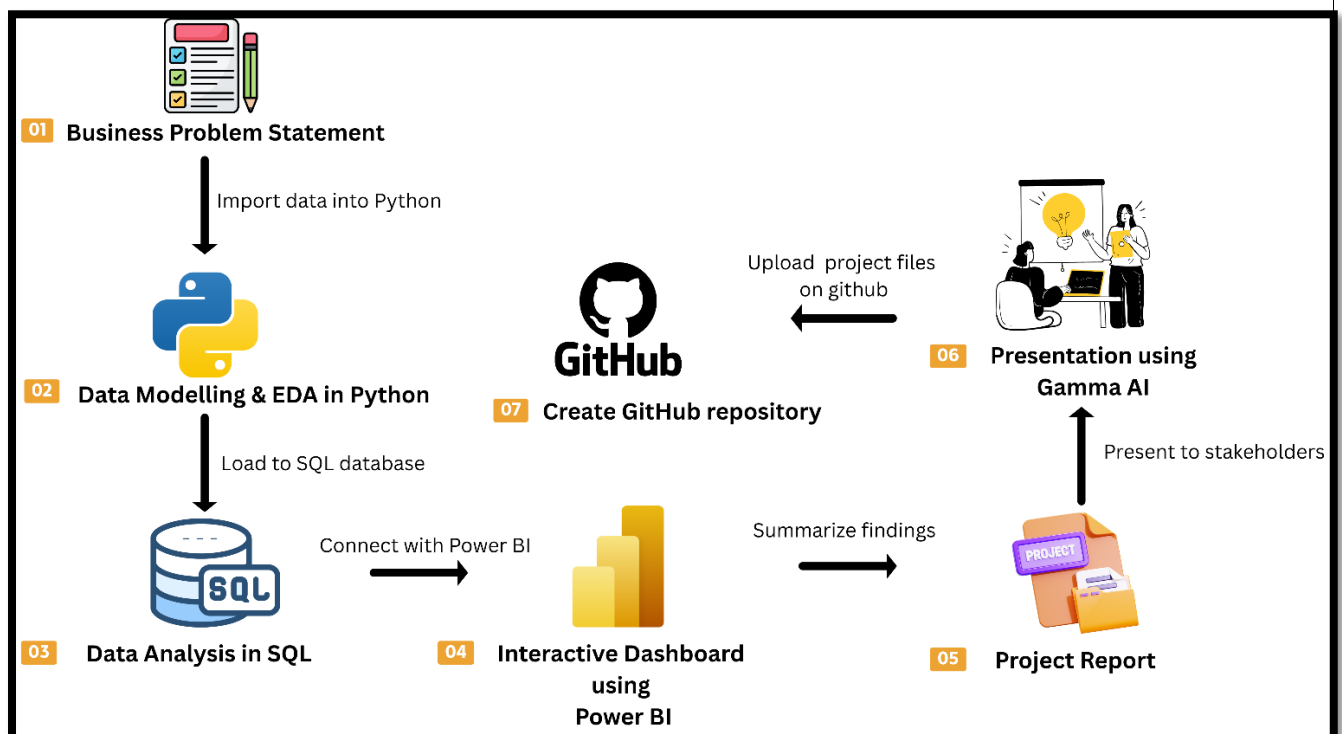 01 Business Problem Statement
Import data into Python
02 Data Modelling & EDA in Python
Load to SQL database
SQL
03 Data Analysis in SQL
Connect with Power BI
04 Interactive Dashboard
using
Power BI
Summarize findings
PROJECT
05 Project Report
Present to stakeholders
06 Presentation using
Gamma AI
Upload project files
on github
GitHub
07 Create GitHub repository